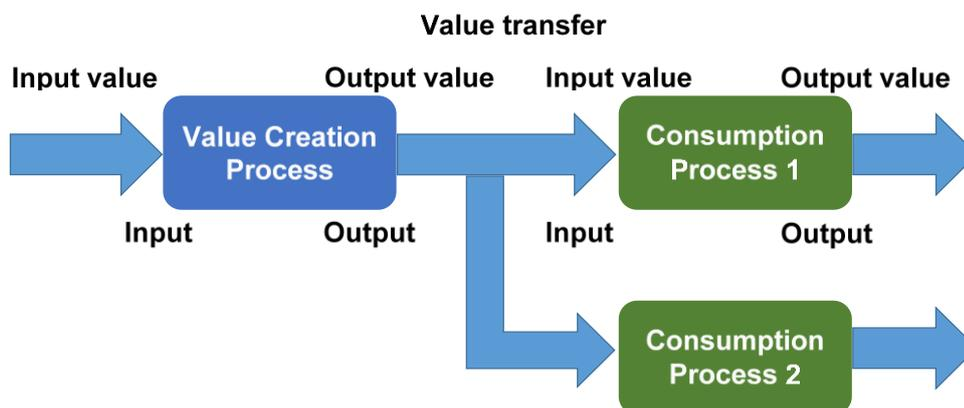 Value transfer
Input value
Output value
Input value
Output value
Value Creation
Process
Consumption
Process 1
Input
Output
Input
Output
Consumption
Process 2